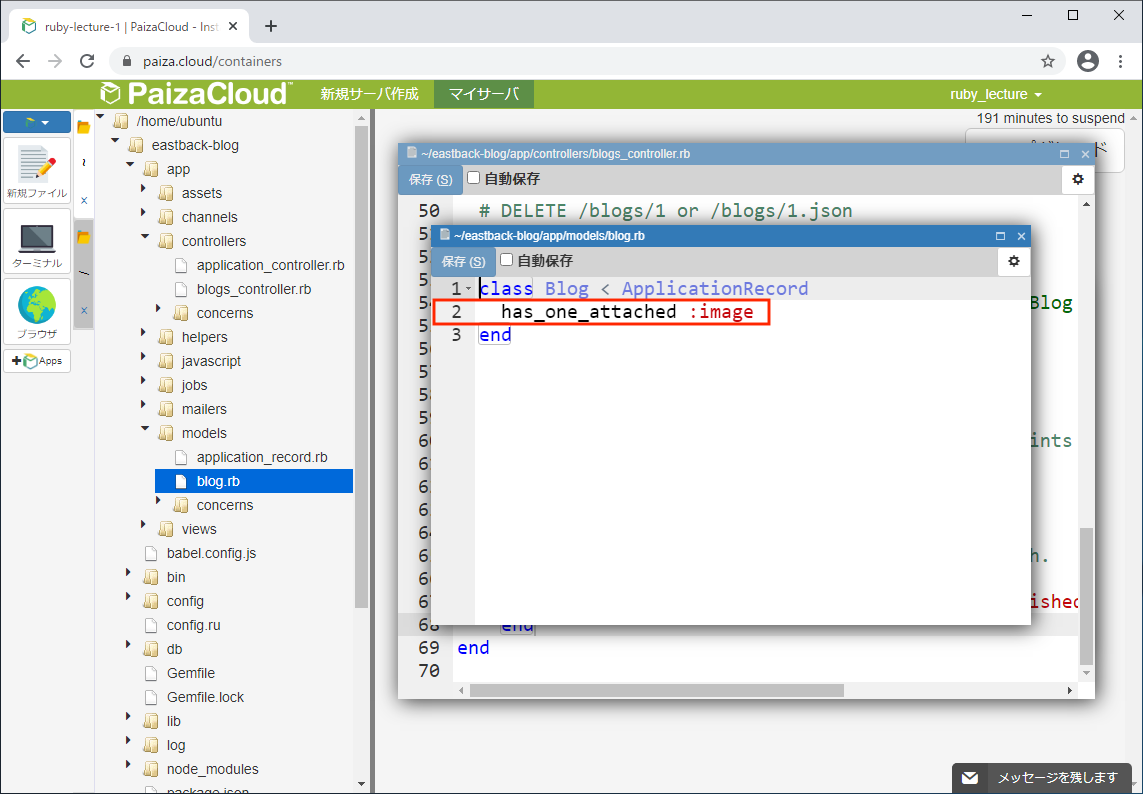 ruby-lecture-1 | PaizaCloud - Inst
paiza.cloud/containers
PaizaCloud
新規サーバ作成
マイサーバ
ruby_lecture
191 minutes to suspend
新規ファイル
ターミナル
ブラウザ
Apps
/home/ubuntu
eastback-blog
app
assets
channels
controllers
application_controller.rb
blogs_controller.rb
concerns
helpers
javascript
jobs
mailers
models
application_record.rb
blog.rb
concerns
views
babel.config.js
bin
config
config.ru
db
Gemfile
Gemfile.lock
lib
log
node_modules
package.json
~/eastback-blog/app/controllers/blogs_controller.rb
保存 (S) 自動保存
50 # DELETE /blogs/1 or /blogs/1.json
~/eastback-blog/app/models/blog.rb
保存 (S) 自動保存
1 class Blog < ApplicationRecord
2 has_one_attached :image
3 end
Blog
ints
h.
ished
68 end
69 end
70
メッセージを残します